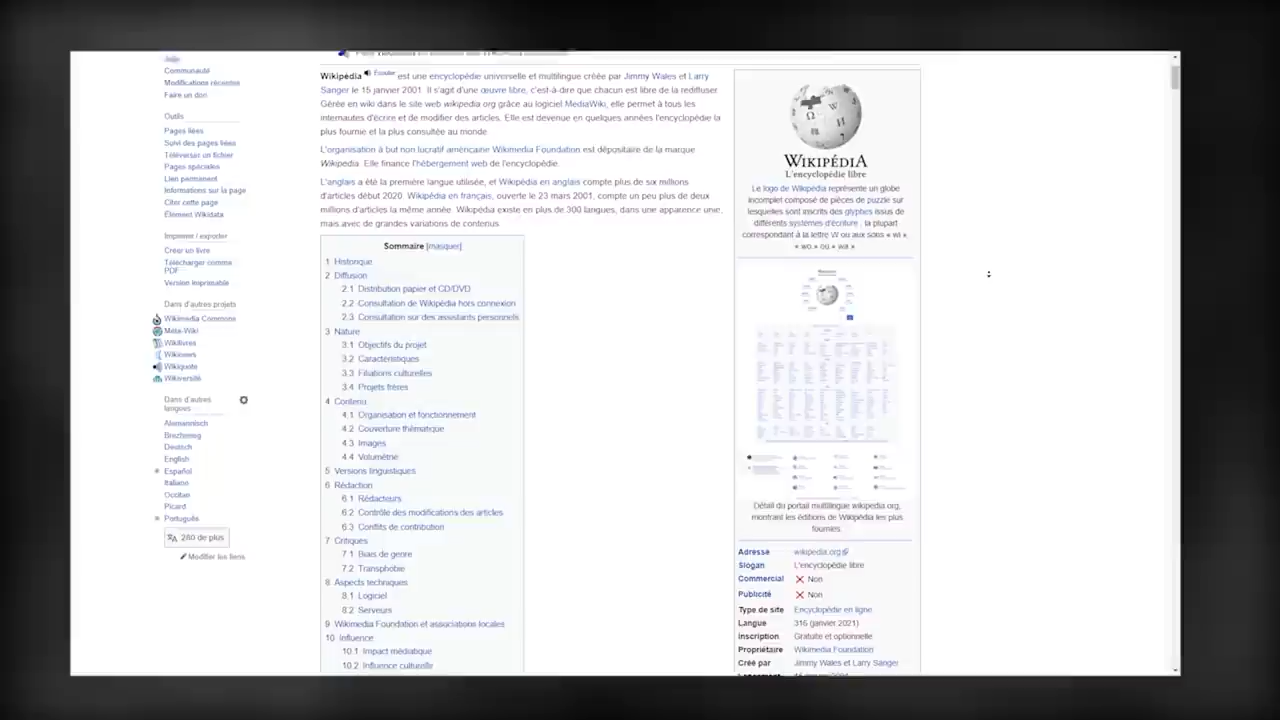 Communauté
Modifications récentes
Faire un don
Outils
Pages liées
Suivi des pages liées
Téléverser un fichier
Pages spéciales
Lien permanent
Informations sur la page
Citer cette page
Élément Wikidata
Imprimer / exporter
Créer un livre
Télécharger comme
PDF
Version imprimable
Dans d'autres projets
Wikimedia Commons
Méta-Wiki
Wikilivres
Wikinews
Wikiquote
Wikiversité
Dans d'autres
langues
Alemannisch
Brezhoneg
Deutsch
English
Español
Italiano
Occitan
Picard
Português
280 de plus
Modifier les liens
Wikipédia Écouter est une encyclopédie universelle et multilingue créée par Jimmy Wales et Larry
Sanger le 15 janvier 2001. Il s'agit d'une œuvre libre, c'est-à-dire que chacun est libre de la rediffuser.
Gérée en wiki dans le site web wikipedia.org grâce au logiciel MediaWiki, elle permet à tous les
internautes d'écrire et de modifier des articles. Elle est devenue en quelques années l'encyclopédie la
plus fournie et la plus consultée au monde.
L'organisation à but non lucratif américaine Wikimedia Foundation est dépositaire de la marque
Wikipedia. Elle finance l'hébergement web de l'encyclopédie.
L'anglais a été la première langue utilisée, et Wikipédia en anglais compte plus de six millions
d'articles début 2020. Wikipédia en français, ouverte le 23 mars 2001, compte un peu plus de deux
millions d'articles la même année. Wikipédia existe en plus de 300 langues, dans une apparence unie,
mais avec de grandes variations de contenus.
Sommaire [masquer]
1 Historique
2 Diffusion
2.1 Distribution papier et CD/DVD
2.2 Consultation de Wikipédia hors connexion
2.3 Consultation sur des assistants personnels
3 Nature
3.1 Objectifs du projet
3.2 Caractéristiques
3.3 Filiations culturelles
3.4 Projets frères
4 Contenu
4.1 Organisation et fonctionnement
4.2 Couverture thématique
4.3 Images
4.4 Volumétrie
5 Versions linguistiques
6 Rédaction
6.1 Rédacteurs
6.2 Contrôle des modifications des articles
6.3 Conflits de contribution
7 Critiques
7.1 Biais de genre
7.2 Transphobie
8 Aspects techniques
8.1 Logiciel
8.2 Serveurs
9 Wikimedia Foundation et associations locales
10 Influence
10.1 Impact médiatique
10.2 Influence culturelle
WIKIPÉDIA
L'encyclopédie libre
Le logo de Wikipédia représente un globe
incomplet composé de pièces de puzzle sur
lesquelles sont inscrits des glyphes issus de
différents systèmes d'écriture ; la plupart
correspondant à la lettre W ou aux sons « wi »,
« wo » ou « wa ».
Détail du portail multilingue wikipedia.org,
montrant les éditions de Wikipédia les plus
fournies.
Adresse wikipedia.org
Slogan L'encyclopédie libre
Commercial Non
Publicité Non
Type de site Encyclopédie en ligne
Langue 316 (janvier 2021)
Inscription Gratuite et optionnelle
Propriétaire Wikimedia Foundation
Créé par Jimmy Wales et Larry Sanger